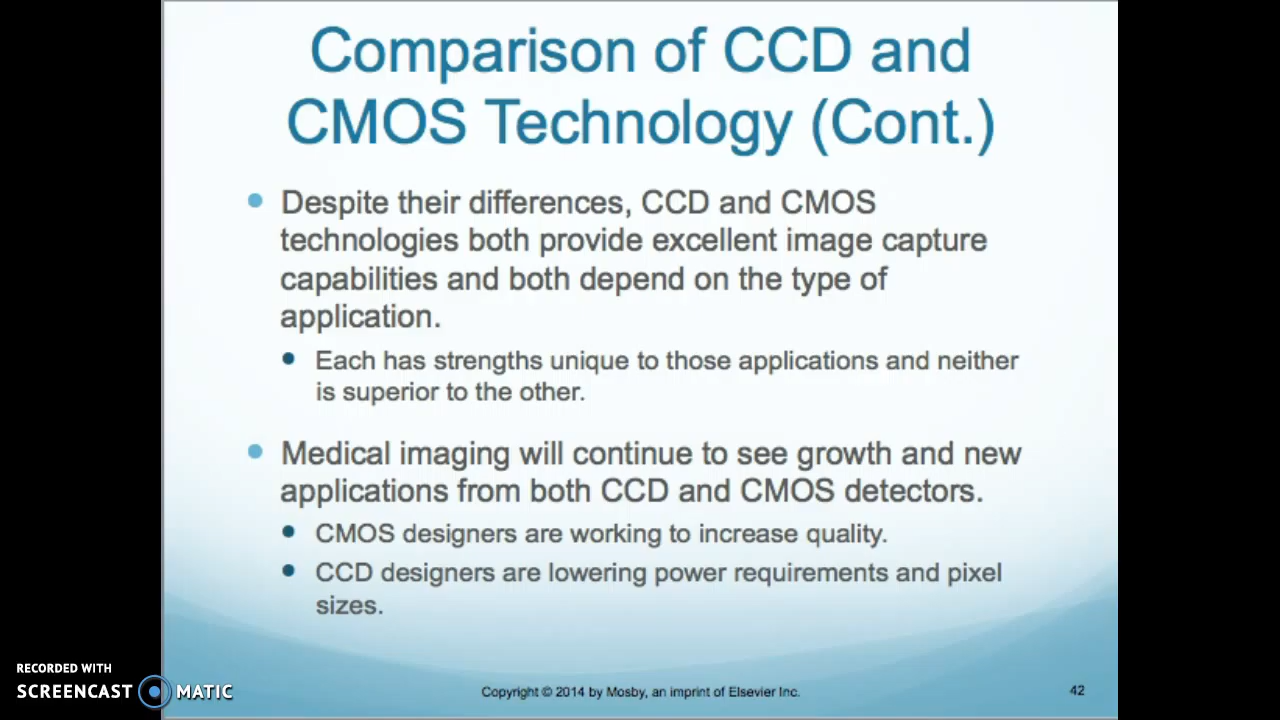 Comparison of CCD and
CMOS Technology (Cont.)
Despite their differences, CCD and CMOS
technologies both provide excellent image capture
capabilities and both depend on the type of
application.
Each has strengths unique to those applications and neither
is superior to the other.
Medical imaging will continue to see growth and new
applications from both CCD and CMOS detectors.
CMOS designers are working to increase quality.
CCD designers are lowering power requirements and pixel
sizes.
RECORDED WITH
SCREENCAST MATIC
Copyright © 2014 by Mosby, an imprint of Elsevier Inc.
42